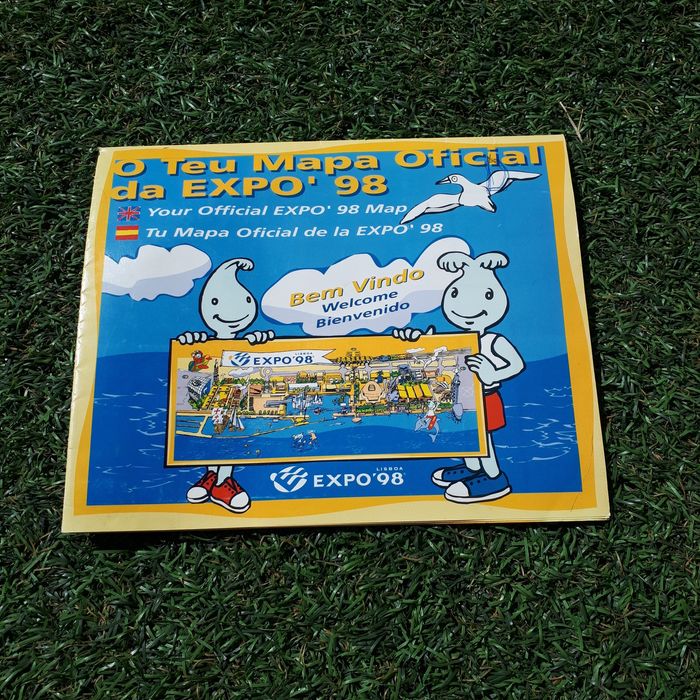 O Teu Mapa Oficial
da EXPO' 98
Your Official EXPO' 98 Map
Tu Mapa Oficial de la EXPO' 98
Bem Vindo
Welcome
Bienvenido
LISBOA
EXPO'98
LISBOA
EXPO'98